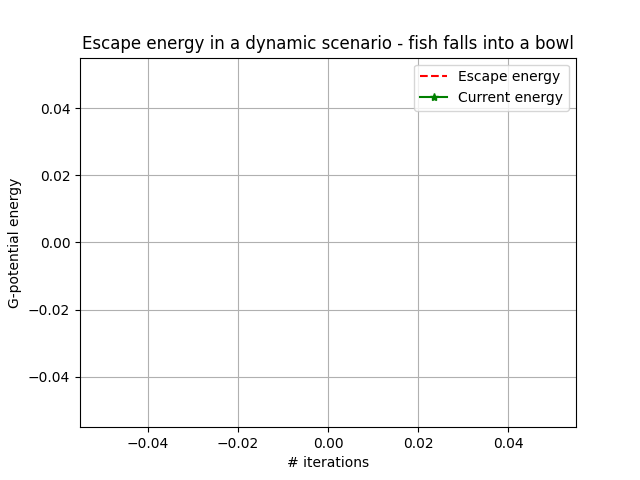 Escape energy in a dynamic scenario - fish falls into a bowl
Escape energy
Current energy
0.04
0.02
0.00
−0.02
−0.04
G-potential energy
−0.04
−0.02
0.00
0.02
0.04
# iterations